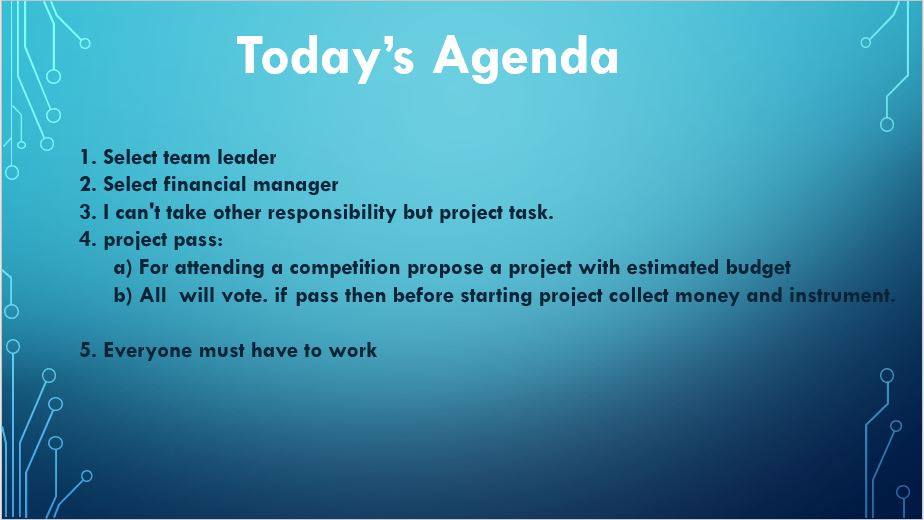 Today’s Agenda
1. Select team leader
2. Select financial manager
3. I can't take other responsibility but project task.
4. project pass:
a) For attending a competition propose a project with estimated budget
b) All  will vote. if pass then before starting project collect money and instrument.
5. Everyone must have to work